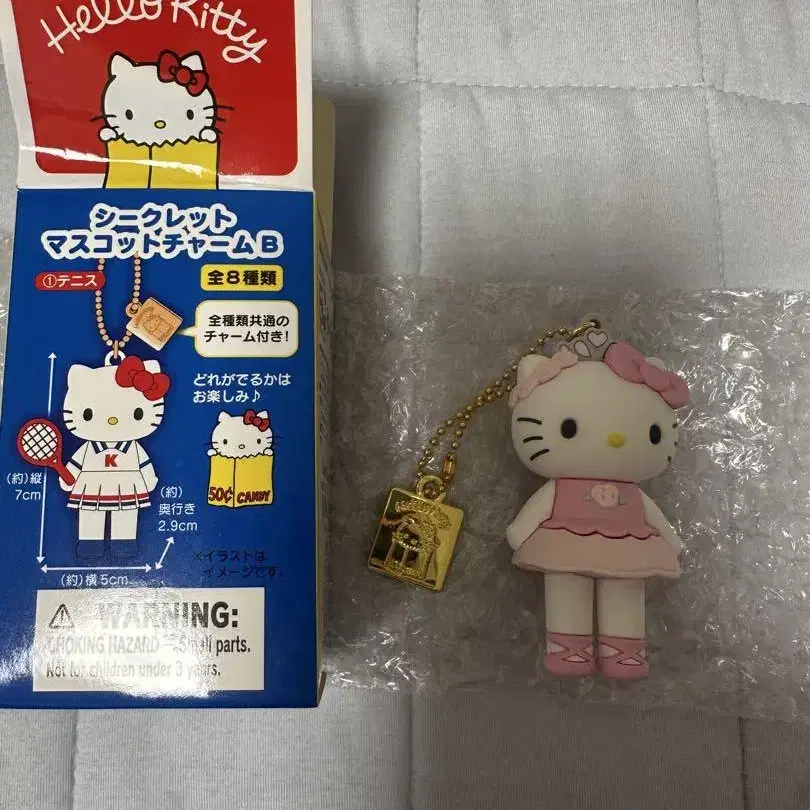 Hello Kitty
シークレット
マスコットチャームB
①テニス
全8種類
全種類共通の
チャーム付き!
どれがでるかは
お楽しみ♪
K
50¢ CANDY
(約)縦
7cm
(約)
奥行き
2.9cm
(約)横5cm
※イラストは
イメージです。
WARNING:
CHOKING HAZARD — Small parts.
Not for children under 3 years.